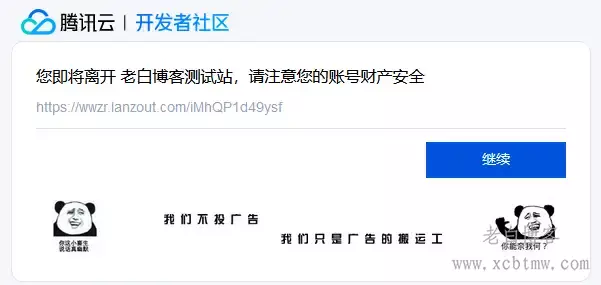 腾讯云 | 开发者社区
您即将离开 老白博客测试站，请注意您的账号财产安全
https://wwzr.lanzout.com/iMhQP1d49ysf
继续
我们不投广告
我们只是广告的搬运工
你这小畜生
说话真幽默
你能奈我何？
老白博客
www.xcbtmw.com